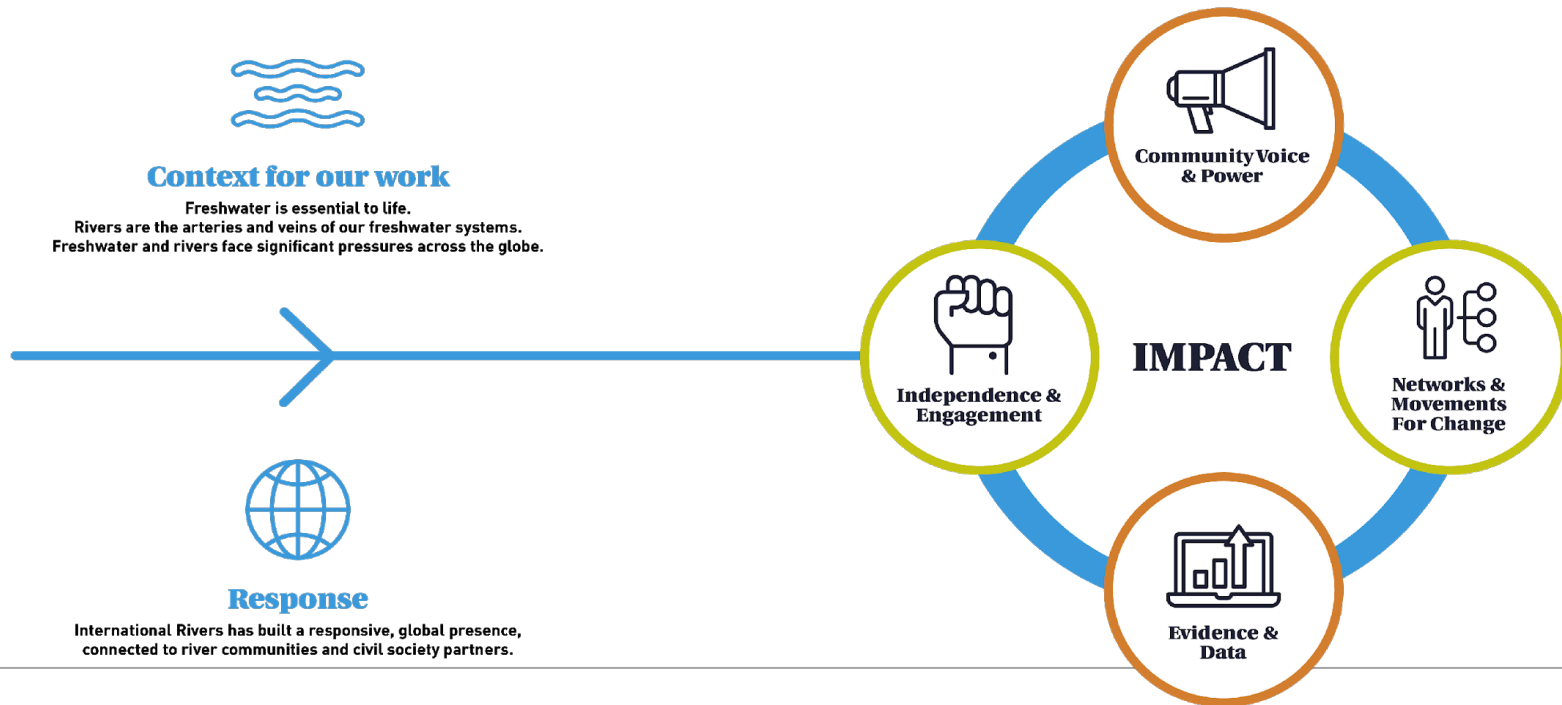 Context for our work
Freshwater is essential to life.
Rivers are the arteries and veins of our freshwater systems.
Freshwater and rivers face significant pressures across the globe.
Response
International Rivers has built a responsive, global presence,
connected to river communities and civil society partners.
Community Voice
& Power
Independence &
Engagement
IMPACT
Networks &
Movements
For Change
Evidence &
Data